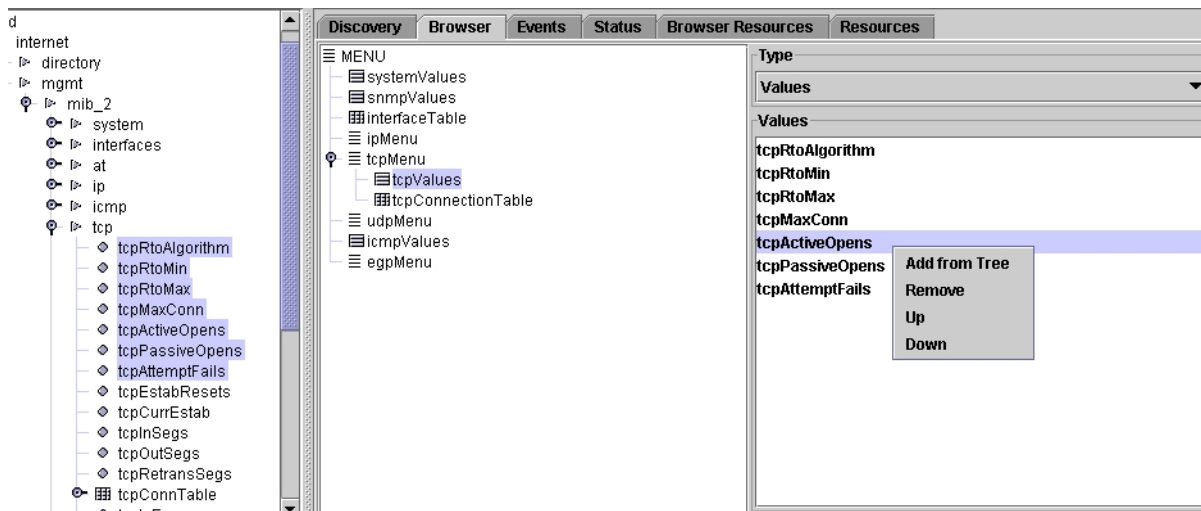 d
internet
directory
mgmt
mib_2
system
interfaces
at
ip
icmp
tcp
tcpRtoAlgorithm
tcpRtoMin
tcpRtoMax
tcpMaxConn
tcpActiveOpens
tcpPassiveOpens
tcpAttemptFails
tcpEstabResets
tcpCurrEstab
tcpInSegs
tcpOutSegs
tcpRetransSegs
tcpConnTable
Discovery Browser Events Status Browser Resources Resources
MENU
systemValues
snmpValues
interfaceTable
ipMenu
tcpMenu
tcpValues
tcpConnectionTable
udpMenu
icmpValues
egpMenu
Type
Values
Values
tcpRtoAlgorithm
tcpRtoMin
tcpRtoMax
tcpMaxConn
tcpActiveOpens
tcpPassiveOpens
tcpAttemptFails
Add from Tree
Remove
Up
Down